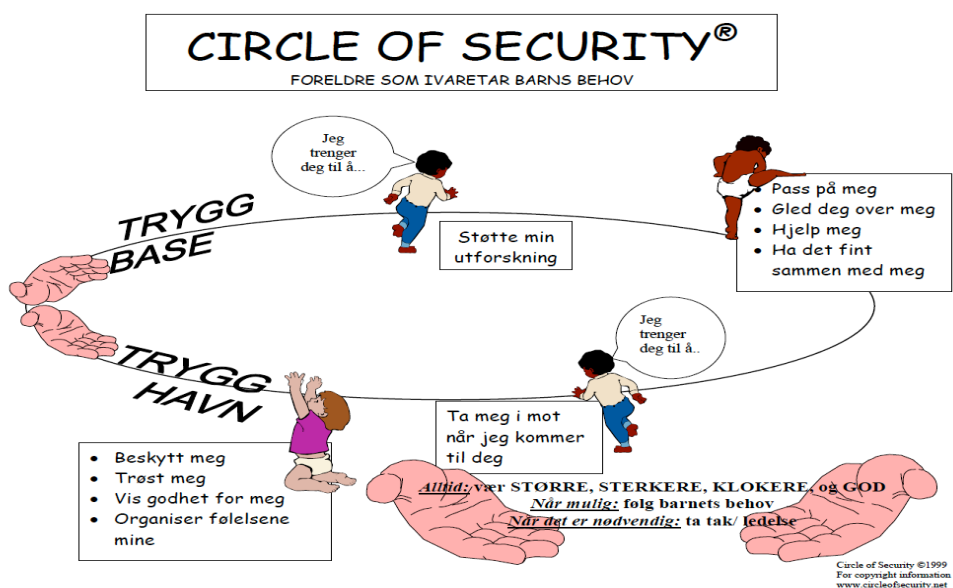 CIRCLE OF SECURITY®
FORELDRE SOM IVARETAR BARNS BEHOV
Jeg
trenger
deg til å...
TRYGG
BASE
Støtte min
utforskning
• Pass på meg
• Gled deg over meg
• Hjelp meg
• Ha det fint
sammen med meg
Jeg
trenger
deg til å..
TRYGG
HAVN
Ta meg i mot
når jeg kommer
til deg
• Beskytt meg
• Trøst meg
• Vis godhet for meg
• Organiser følelsene
mine
Alltid: vær STØRRE, STERKERE, KLOKERE, og GOD
Når mulig: følg barnets behov
Når det er nødvendig: ta tak/ ledelse
Circle of Security ©1999
For copyright information
www.circleofsecurity.net